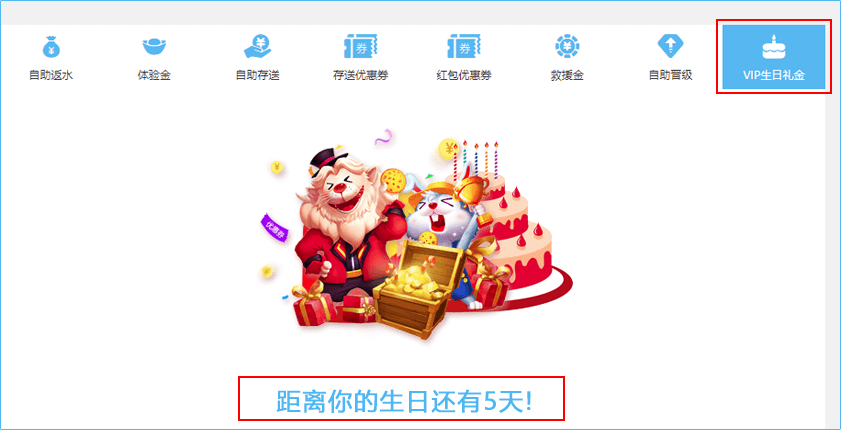 自助返水
体验金
自助存送
存送优惠券
红包优惠券
救援金
自助晋级
VIP生日礼金
券
券
¥
¥
¥
¥
¥
优惠券
距离你的生日还有5天!